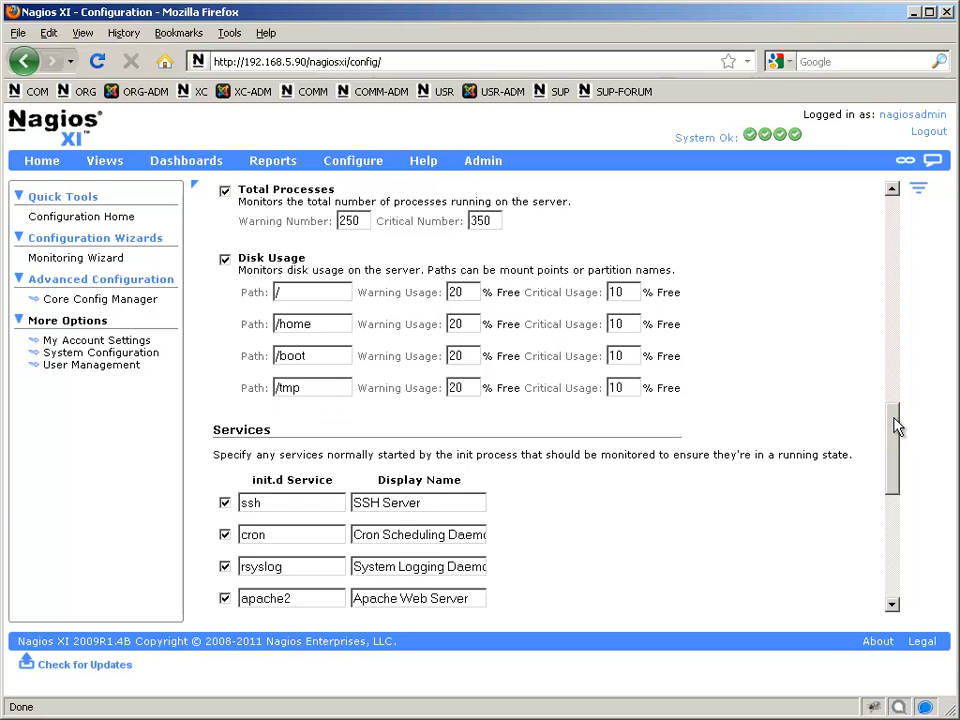 Nagios XI - Configuration - Mozilla Firefox
File Edit View History Bookmarks Tools Help
N http://192.168.5.90/nagiosxi/config/ Google
N COM N ORG ORG-ADM N XC XC-ADM N COMM N COMM-ADM N USR USR-ADM N SUP N SUP-FORUM
Nagios®
XI™
Logged in as: nagiosadmin
System Ok:
Logout
Home Views Dashboards Reports Configure Help Admin
Quick Tools
Configuration Home
Configuration Wizards
Monitoring Wizard
Advanced Configuration
Core Config Manager
More Options
My Account Settings
System Configuration
User Management
Total Processes
Monitors the total number of processes running on the server.
Warning Number: 250 Critical Number: 350
Disk Usage
Monitors disk usage on the server. Paths can be mount points or partition names.
Path: / Warning Usage: 20 % Free Critical Usage: 10 % Free
Path: /home Warning Usage: 20 % Free Critical Usage: 10 % Free
Path: /boot Warning Usage: 20 % Free Critical Usage: 10 % Free
Path: /tmp Warning Usage: 20 % Free Critical Usage: 10 % Free
Services
Specify any services normally started by the init process that should be monitored to ensure they're in a running state.
init.d Service Display Name
ssh SSH Server
cron Cron Scheduling Daemo
rsyslog System Logging Daemo
apache2 Apache Web Server
Nagios XI 2009R1.4B Copyright © 2008-2011 Nagios Enterprises, LLC. About Legal
Check for Updates
Done